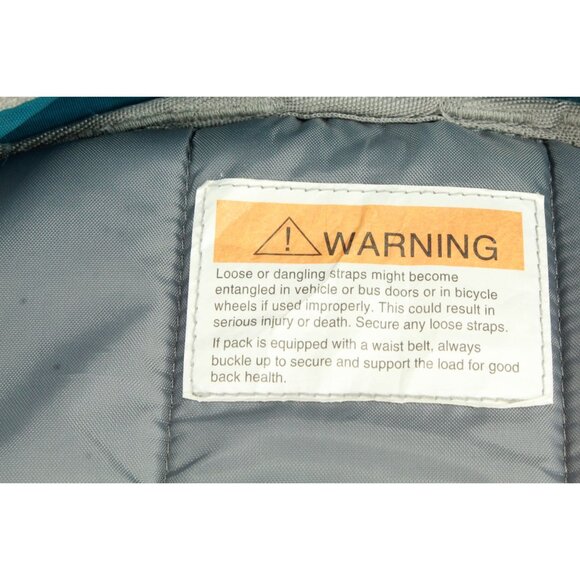 ! WARNING
Loose or dangling straps might become
entangled in vehicle or bus doors or in bicycle
wheels if used improperly. This could result in
serious injury or death. Secure any loose straps.
If pack is equipped with a waist belt, always
buckle up to secure and support the load for good
back health.